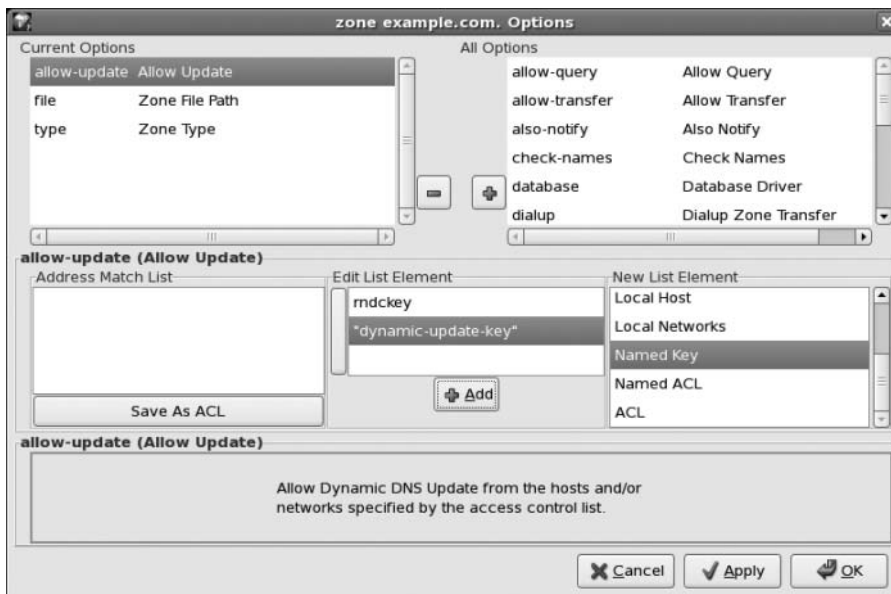 zone example.com. Options
Current Options
allow-update Allow Update
file Zone File Path
type Zone Type
All Options
allow-query Allow Query
allow-transfer Allow Transfer
also-notify Also Notify
check-names Check Names
database Database Driver
dialup Dialup Zone Transfer
allow-update (Allow Update)
Address Match List
Save As ACL
Edit List Element
rndckey
"dynamic-update-key"
Add
New List Element
Local Host
Local Networks
Named Key
Named ACL
ACL
allow-update (Allow Update)
Allow Dynamic DNS Update from the hosts and/or
networks specified by the access control list.
Cancel
Apply
OK